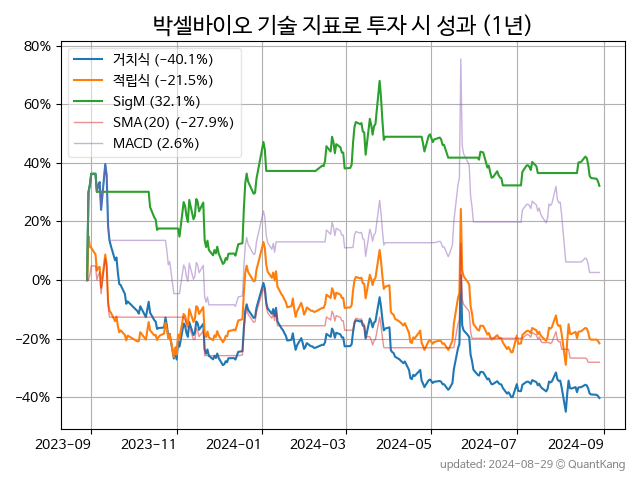 박셀바이오 기술 지표로 투자 시 성과 (1년)
거치식 (−40.1%)
적립식 (−21.5%)
SigM (32.1%)
SMA(20) (−27.9%)
MACD (2.6%)
80%
60%
40%
20%
0%
−20%
−40%
2023−09 2023−11 2024−01 2024−03 2024−05 2024−07 2024−09
updated: 2024−08−29 © QuantKang